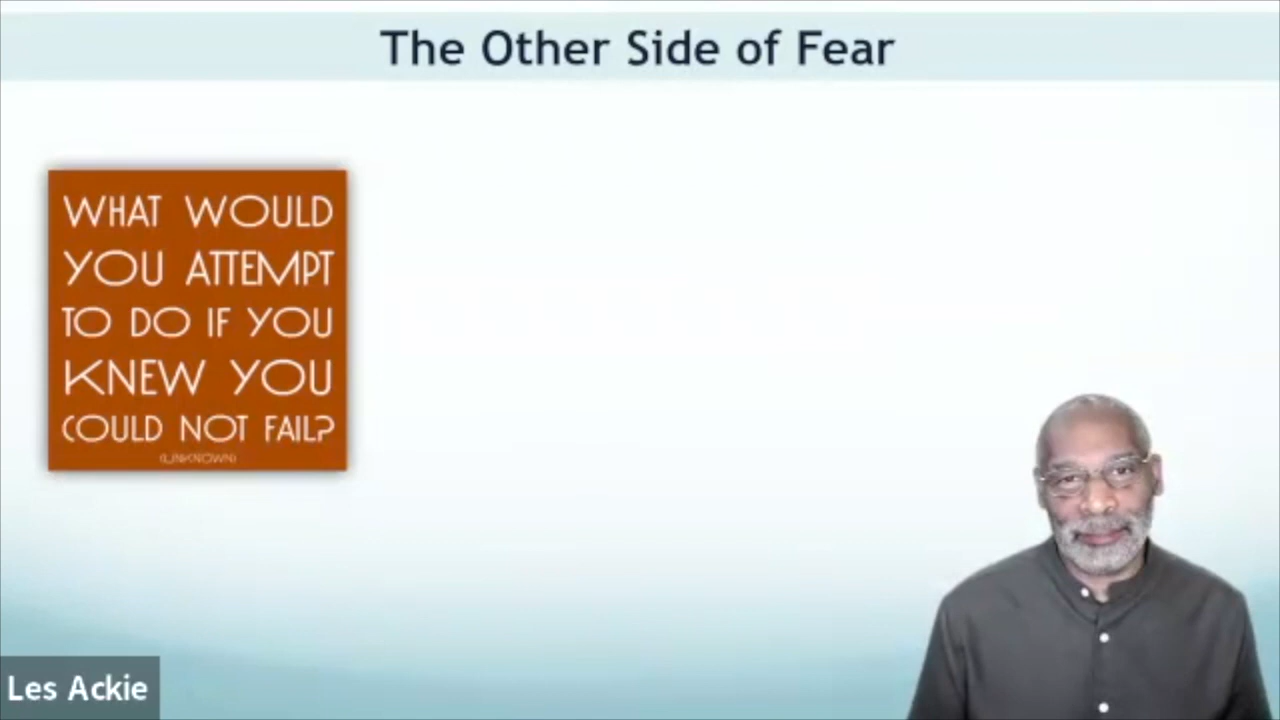 The Other Side of Fear
WHAT WOULD
YOU ATTEMPT
TO DO IF YOU
KNEW YOU
COULD NOT FAIL?
(UNKNOWN)
Les Ackie